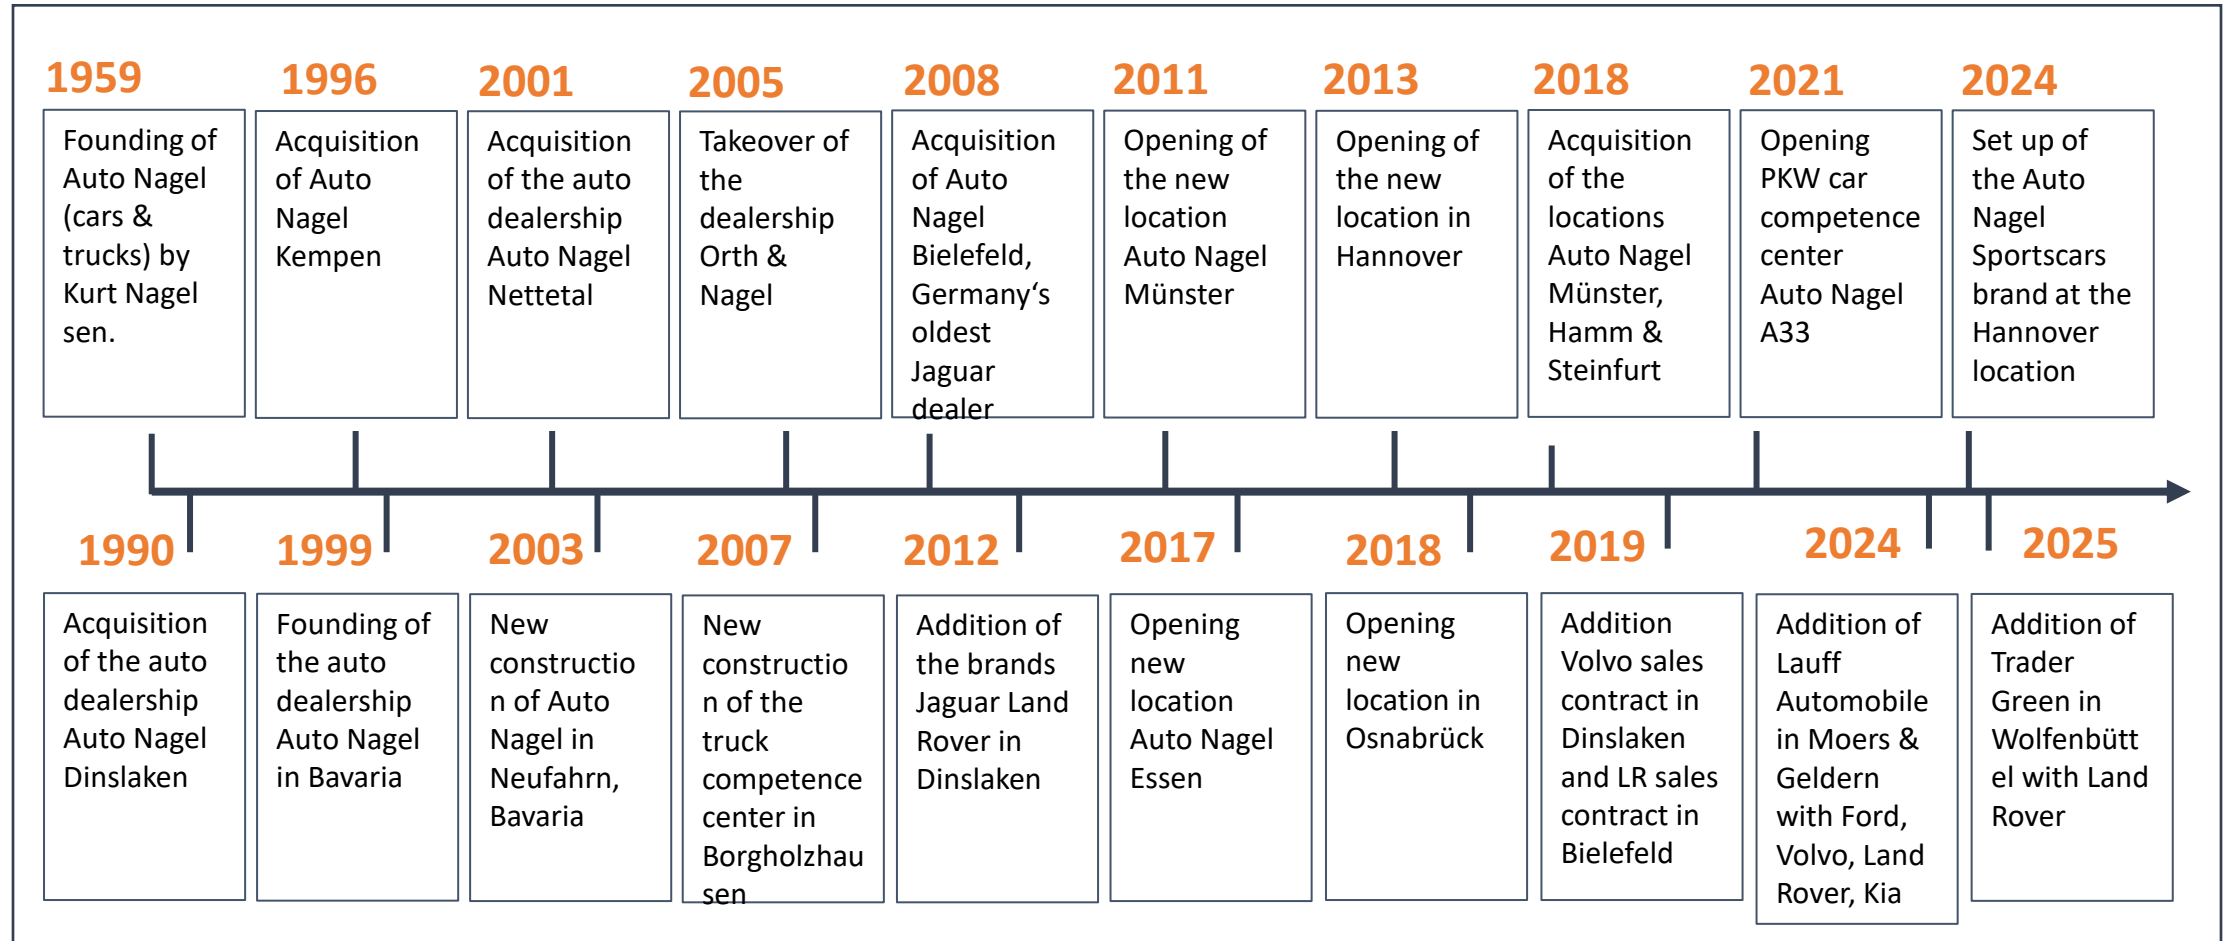 1959
Founding of
Auto Nagel
(cars &
trucks) by
Kurt Nagel
sen.
1996
Acquisition
of Auto
Nagel
Kempen
2001
Acquisition
of the auto
dealership
Auto Nagel
Nettetal
2005
Takeover of
the
dealership
Orth &
Nagel
2008
Acquisition
of Auto
Nagel
Bielefeld,
Germany‘s
oldest
Jaguar
dealer
2011
Opening of
the new
location
Auto Nagel
Münster
2013
Opening of
the new
location in
Hannover
2018
Acquisition
of the
locations
Auto Nagel
Münster,
Hamm &
Steinfurt
2021
Opening
PKW car
competence
center
Auto Nagel
A33
2024
Set up of
the Auto
Nagel
Sportscars
brand at the
Hannover
location
1990
Acquisition
of the auto
dealership
Auto Nagel
Dinslaken
1999
Founding of
the auto
dealership
Auto Nagel
in Bavaria
2003
New
constructio
n of Auto
Nagel in
Neufahrn,
Bavaria
2007
New
constructio
n of the
truck
competence
center in
Borgholzhau
sen
2012
Addition of
the brands
Jaguar Land
Rover in
Dinslaken
2017
Opening
new
location
Auto Nagel
Essen
2018
Opening
new
location in
Osnabrück
2019
Addition
Volvo sales
contract in
Dinslaken
and LR sales
contract in
Bielefeld
2024
Addition of
Lauff
Automobile
in Moers &
Geldern
with Ford,
Volvo, Land
Rover, Kia
2025
Addition of
Trader
Green in
Wolfenbütt
el with Land
Rover